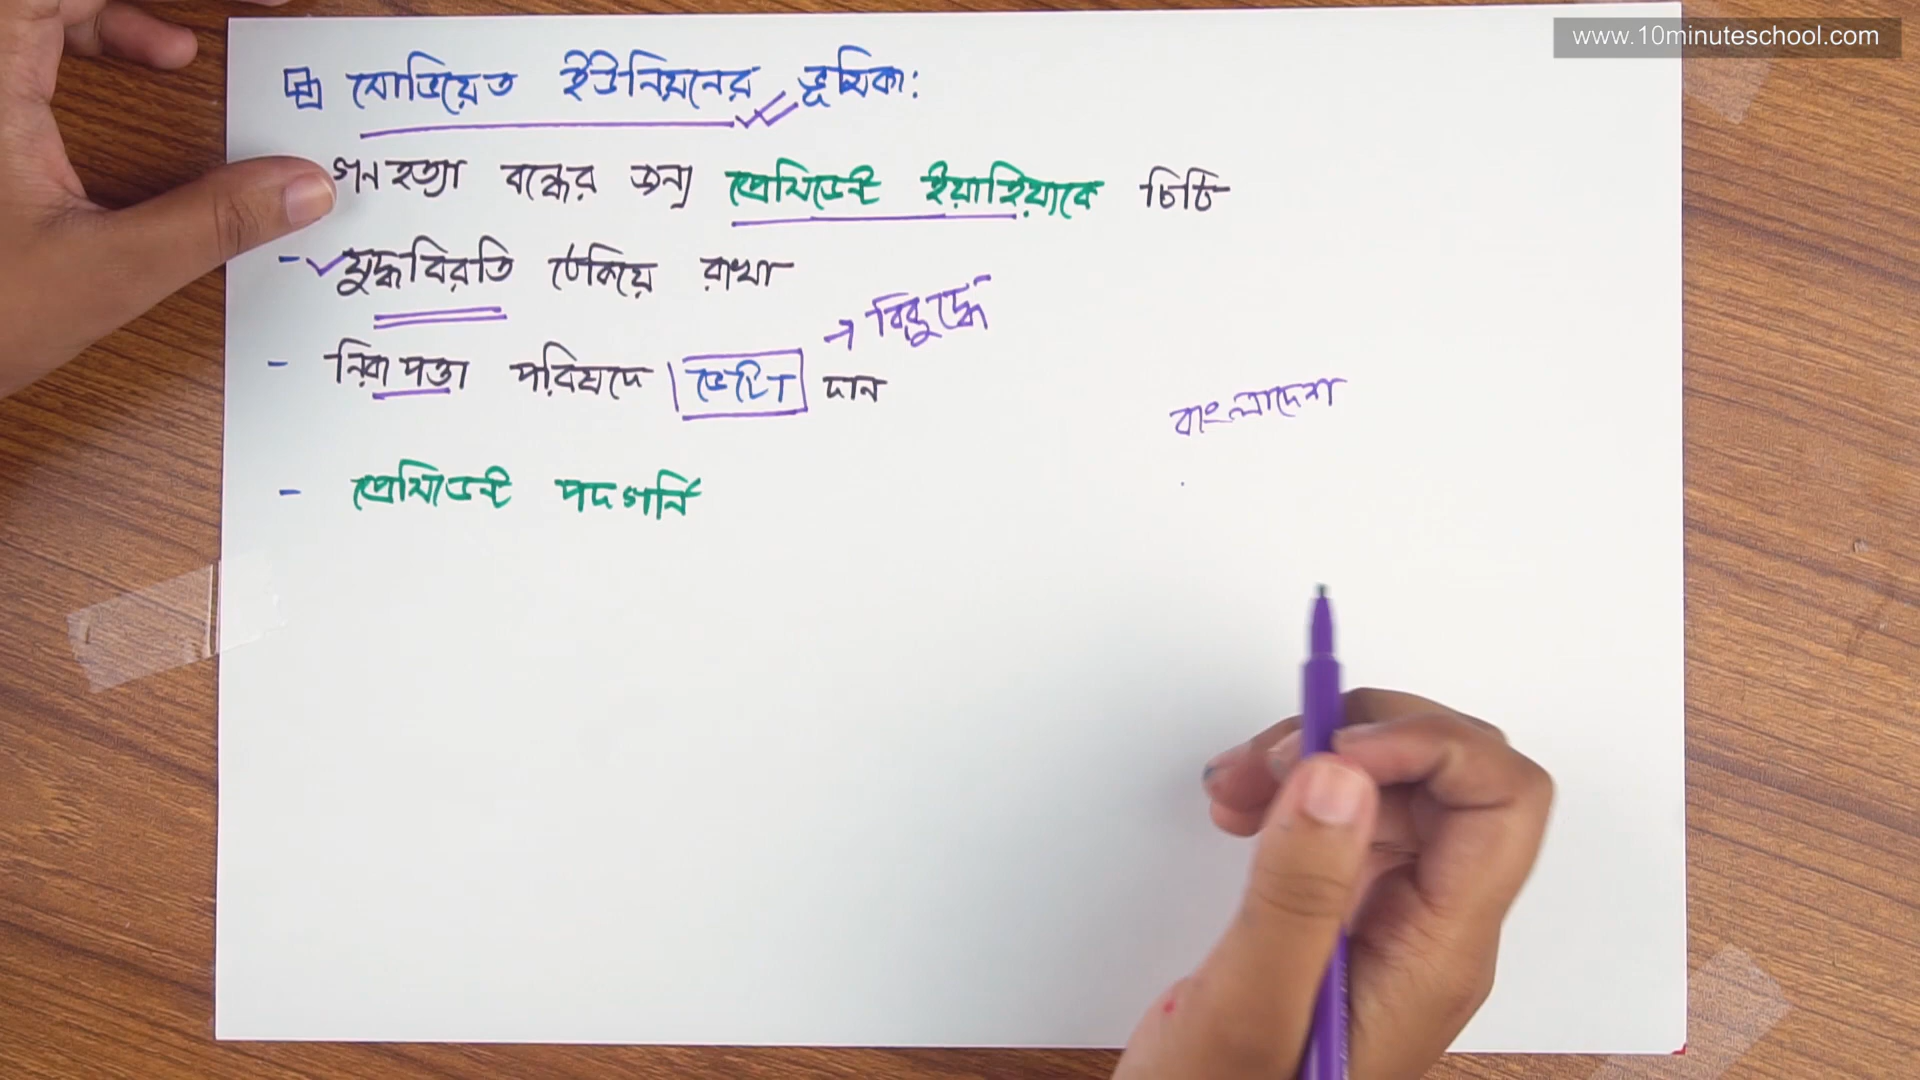 www.10minuteschool.com
সোভিয়েত ইউনিয়নের ভূমিকা:
গনহত্যা বন্ধের জন্য প্রেসিডেন্ট ইয়াহিয়াকে চিঠি
- যুদ্ধবিরতি ঠেকিয়ে রাখা
→ বিরুদ্ধে
- নিরাপত্তা পরিষদে ভেটো দান
বাংলাদেশ
- প্রেসিডেন্ট পদগর্নি